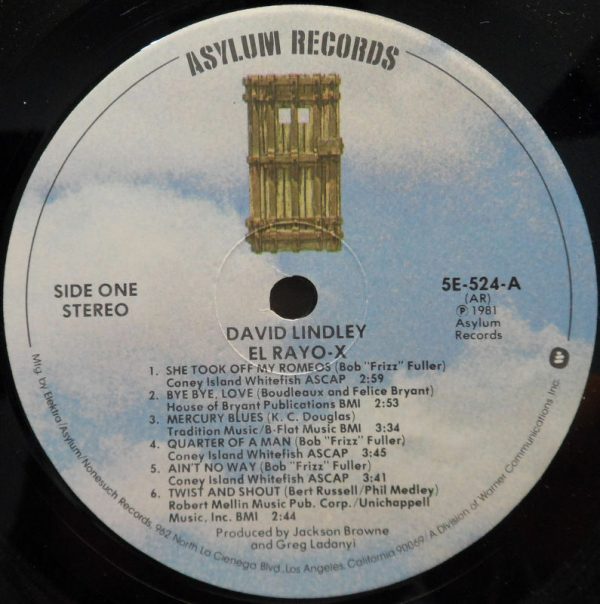 ASYLUM RECORDS
SIDE ONE
STEREO
5E-524-A
(AR)
Ⓟ 1981
Asylum
Records
DAVID LINDLEY
EL RAYO-X
1. SHE TOOK OFF MY ROMEOS (Bob "Frizz" Fuller)
Coney Island Whitefish ASCAP 2:59
2. BYE BYE, LOVE (Boudleaux and Felice Bryant)
House of Bryant Publications BMI 2:53
3. MERCURY BLUES (K. C. Douglas)
Tradition Music/B-Flat Music BMI 3:34
4. QUARTER OF A MAN (Bob "Frizz" Fuller)
Coney Island Whitefish ASCAP 3:45
5. AIN'T NO WAY (Bob "Frizz" Fuller)
Coney Island Whitefish ASCAP 3:41
6. TWIST AND SHOUT (Bert Russell/Phil Medley)
Robert Mellin Music Pub. Corp./Unichappell
Music, Inc. BMI 2:44
Produced by Jackson Browne
and Greg Ladanyi
Mfg. by Elektra/Asylum/Nonesuch Records, 962 North La Cienega Blvd., Los Angeles, California 90069/A Division of Warner Communications Inc.